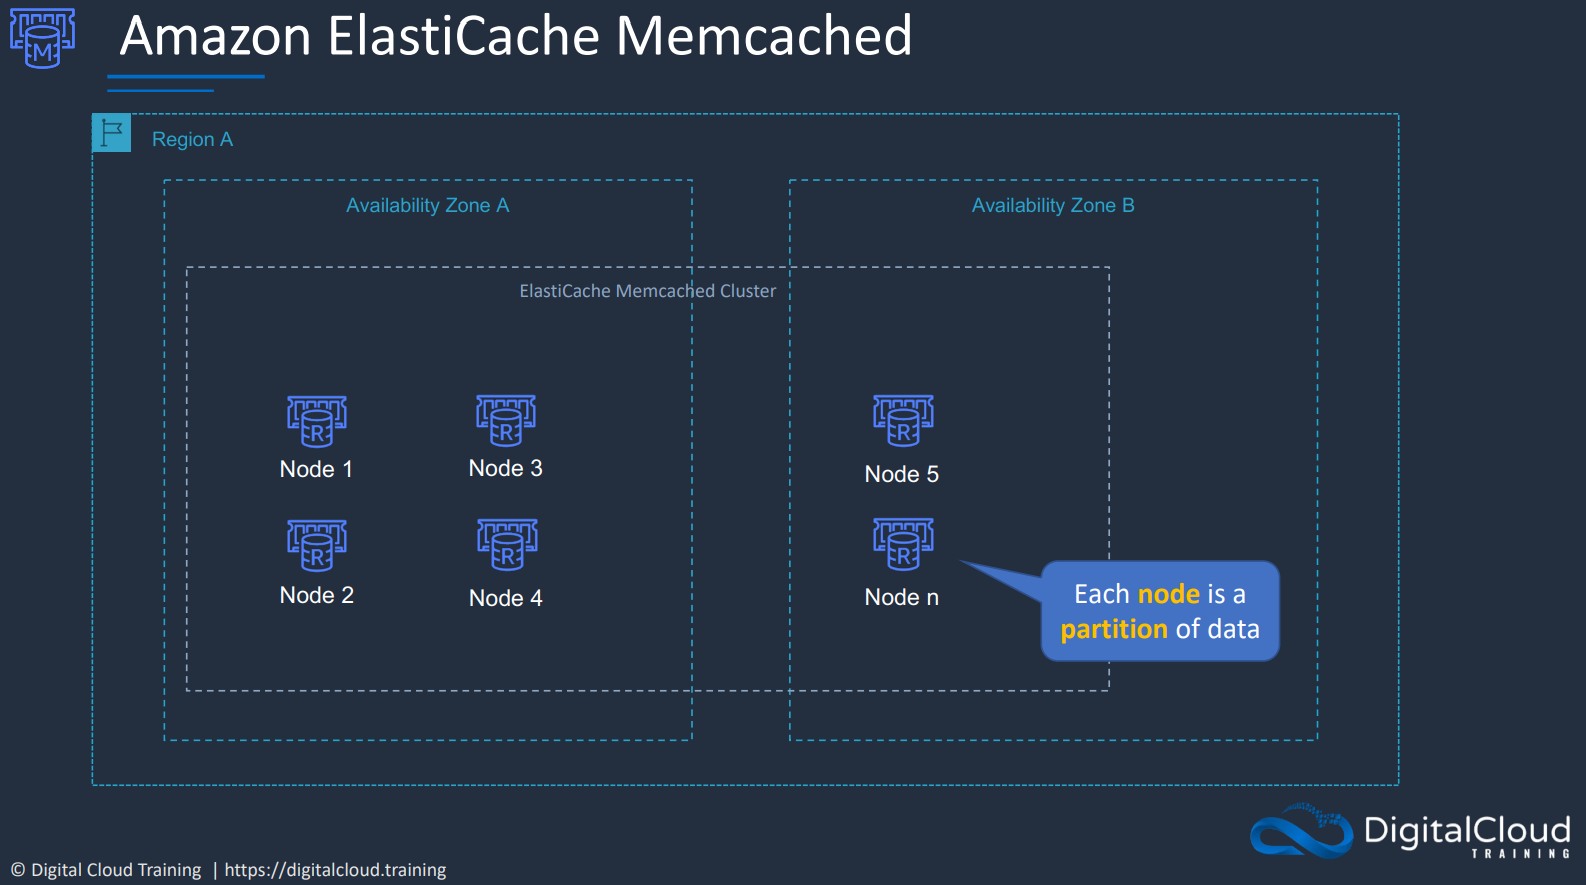 M
Amazon ElastiCache Memcached
Region A
Availability Zone A
Availability Zone B
ElastiCache Memcached Cluster
R
R
R
Node 1
Node 3
Node 5
R
R
R
Node 2
Node 4
Node n
Each node is a
partition of data
DigitalCloud
TRAINING
© Digital Cloud Training | https://digitalcloud.training